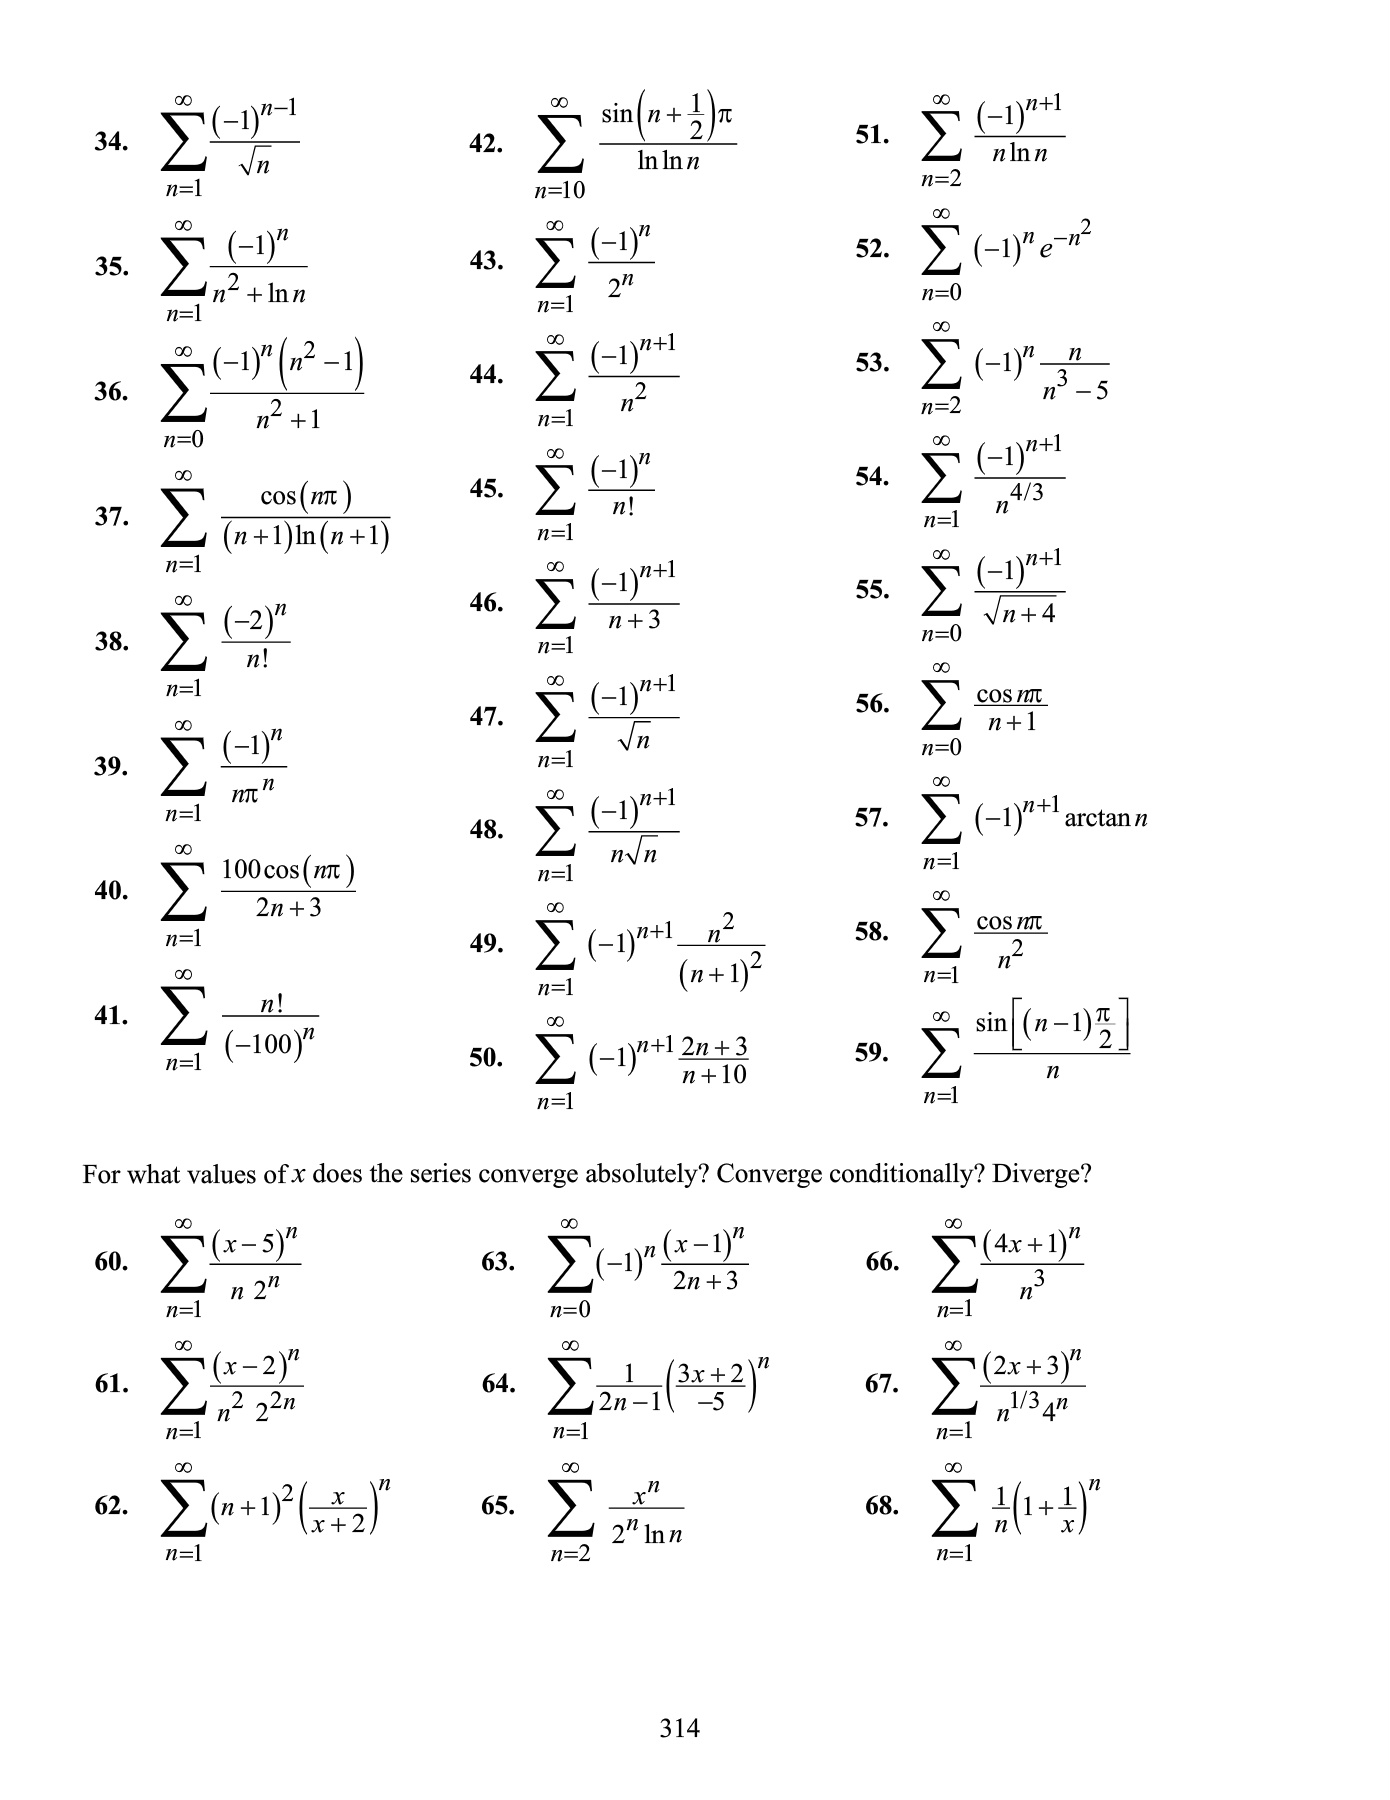 34. $\sum_{n=1}^{\infty} \frac{(-1)^{n-1}}{\sqrt{n}}$
35. $\sum_{n=1}^{\infty} \frac{(-1)^n}{n^2 + \ln n}$
36. $\sum_{n=0}^{\infty} \frac{(-1)^n (n^2 - 1)}{n^2 + 1}$
37. $\sum_{n=1}^{\infty} \frac{\cos(n\pi)}{(n+1)\ln(n+1)}$
38. $\sum_{n=1}^{\infty} \frac{(-2)^n}{n!}$
39. $\sum_{n=1}^{\infty} \frac{(-1)^n}{n\pi^n}$
40. $\sum_{n=1}^{\infty} \frac{100\cos(n\pi)}{2n+3}$
41. $\sum_{n=1}^{\infty} \frac{n!}{(-100)^n}$
42. $\sum_{n=10}^{\infty} \frac{\sin\left(n+\frac{1}{2}\right)\pi}{\ln \ln n}$
43. $\sum_{n=1}^{\infty} \frac{(-1)^n}{2^n}$
44. $\sum_{n=1}^{\infty} \frac{(-1)^{n+1}}{n^2}$
45. $\sum_{n=1}^{\infty} \frac{(-1)^n}{n!}$
46. $\sum_{n=1}^{\infty} \frac{(-1)^{n+1}}{n+3}$
47. $\sum_{n=1}^{\infty} \frac{(-1)^{n+1}}{\sqrt{n}}$
48. $\sum_{n=1}^{\infty} \frac{(-1)^{n+1}}{n\sqrt{n}}$
49. $\sum_{n=1}^{\infty} (-1)^{n+1} \frac{n^2}{(n+1)^2}$
50. $\sum_{n=1}^{\infty} (-1)^{n+1} \frac{2n+3}{n+10}$
51. $\sum_{n=2}^{\infty} \frac{(-1)^{n+1}}{n \ln n}$
52. $\sum_{n=0}^{\infty} (-1)^n e^{-n^2}$
53. $\sum_{n=2}^{\infty} (-1)^n \frac{n}{n^3 - 5}$
54. $\sum_{n=1}^{\infty} \frac{(-1)^{n+1}}{n^{4/3}}$
55. $\sum_{n=0}^{\infty} \frac{(-1)^{n+1}}{\sqrt{n+4}}$
56. $\sum_{n=0}^{\infty} \frac{\cos n\pi}{n+1}$
57. $\sum_{n=1}^{\infty} (-1)^{n+1} \arctan n$
58. $\sum_{n=1}^{\infty} \frac{\cos n\pi}{n^2}$
59. $\sum_{n=1}^{\infty} \frac{\sin\left[(n-1)\frac{\pi}{2}\right]}{n}$
For what values of x does the series converge absolutely? Converge conditionally? Diverge?
60. $\sum_{n=1}^{\infty} \frac{(x-5)^n}{n \, 2^n}$
61. $\sum_{n=1}^{\infty} \frac{(x-2)^n}{n^2 \, 2^{2n}}$
62. $\sum_{n=1}^{\infty} (n+1)^2 \left(\frac{x}{x+2}\right)^n$
63. $\sum_{n=0}^{\infty} (-1)^n \frac{(x-1)^n}{2n+3}$
64. $\sum_{n=1}^{\infty} \frac{1}{2n-1} \left(\frac{3x+2}{-5}\right)^n$
65. $\sum_{n=2}^{\infty} \frac{x^n}{2^n \ln n}$
66. $\sum_{n=1}^{\infty} \frac{(4x+1)^n}{n^3}$
67. $\sum_{n=1}^{\infty} \frac{(2x+3)^n}{n^{1/3} 4^n}$
68. $\sum_{n=1}^{\infty} \frac{1}{n} \left(1+\frac{1}{x}\right)^n$
314